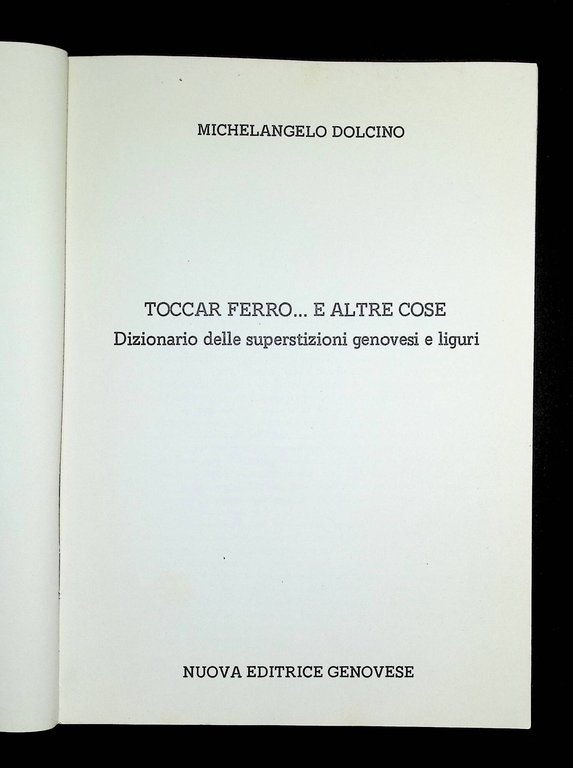 MICHELANGELO DOLCINO
TOCCAR FERRO... E ALTRE COSE
Dizionario delle superstizioni genovesi e liguri
NUOVA EDITRICE GENOVESE